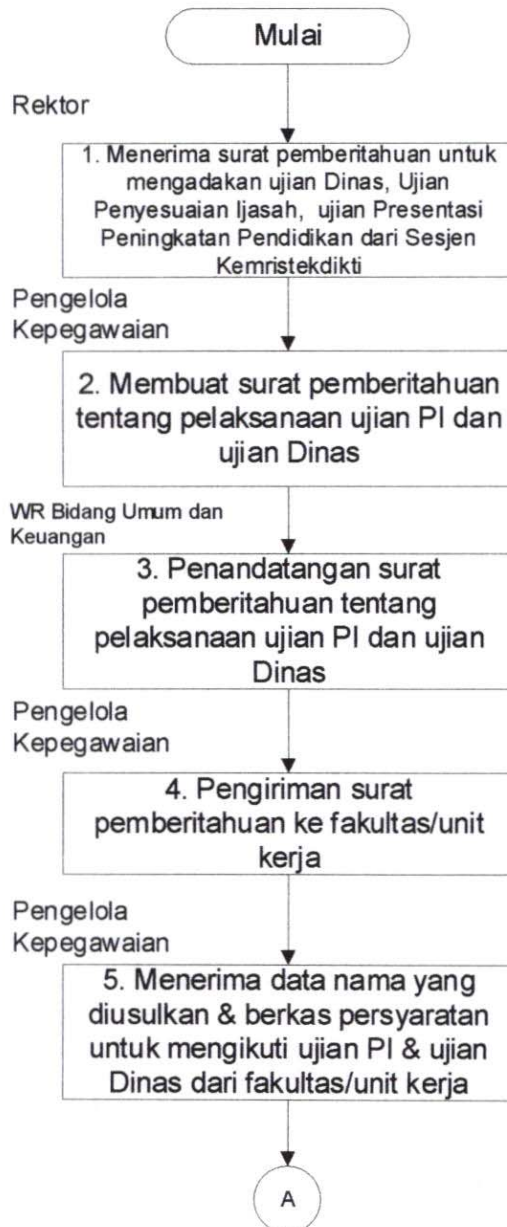 Mulai
Rektor
1. Menerima surat pemberitahuan untuk
mengadakan ujian Dinas, Ujian
Penyesuaian Ijasah, ujian Presentasi
Peningkatan Pendidikan dari Sesjen
Kemristekdikti
Pengelola
Kepegawaian
2. Membuat surat pemberitahuan
tentang pelaksanaan ujian PI dan
ujian Dinas
WR Bidang Umum dan
Keuangan
3. Penandatangan surat
pemberitahuan tentang
pelaksanaan ujian PI dan ujian
Dinas
Pengelola
Kepegawaian
4. Pengiriman surat
pemberitahuan ke fakultas/unit
kerja
Pengelola
Kepegawaian
5. Menerima data nama yang
diusulkan & berkas persyaratan
untuk mengikuti ujian PI & ujian
Dinas dari fakultas/unit kerja
A